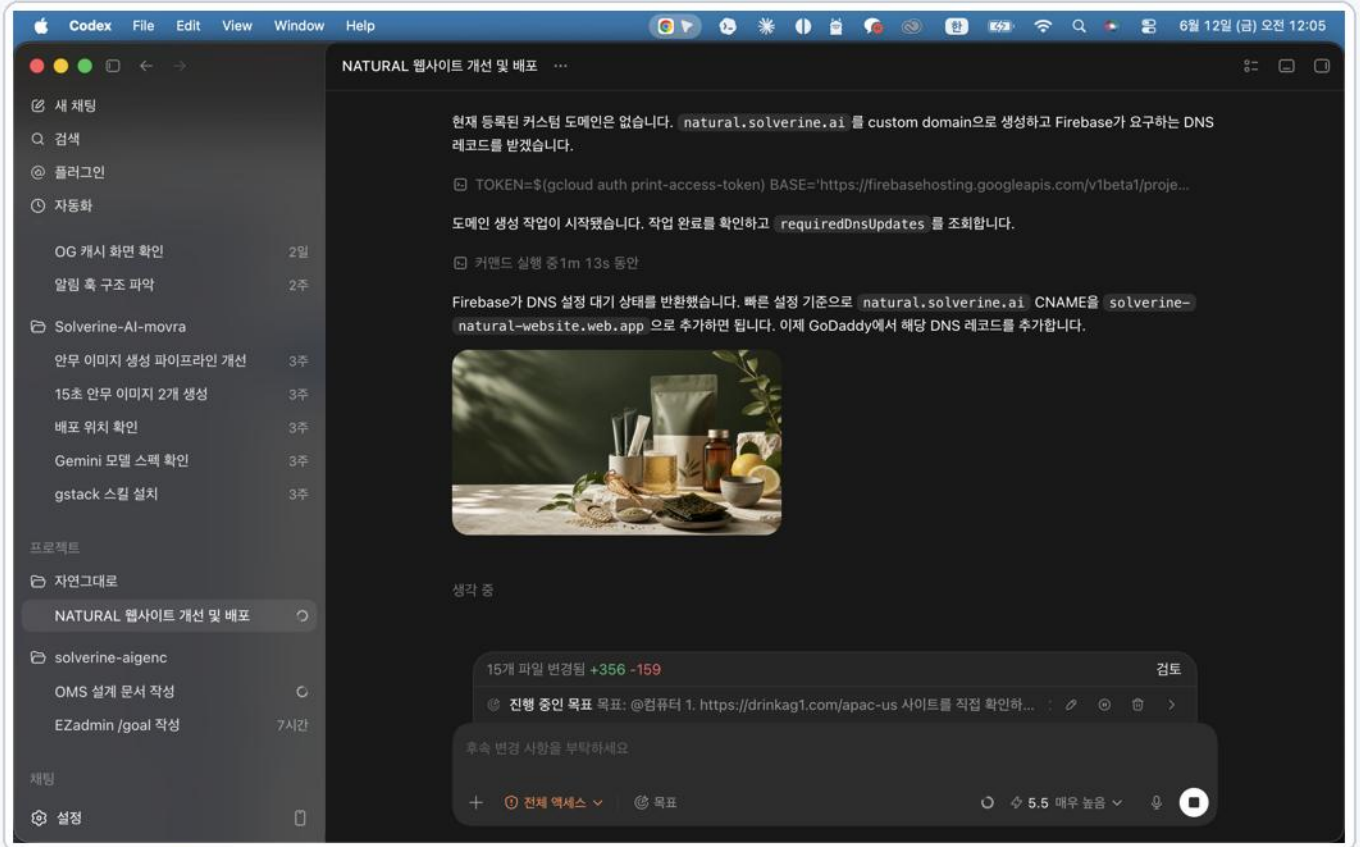 Codex File Edit View Window Help
한
6월 12일 (금) 오전 12:05
NATURAL 웹사이트 개선 및 배포 ···
새 채팅
검색
플러그인
자동화
OG 캐시 화면 확인 2일
알림 훅 구조 파악 2주
Solverine-AI-movra
안무 이미지 생성 파이프라인 개선 3주
15초 안무 이미지 2개 생성 3주
배포 위치 확인 3주
Gemini 모델 스펙 확인 3주
gstack 스킬 설치 3주
프로젝트
자연그대로
NATURAL 웹사이트 개선 및 배포
solverine-aigenc
OMS 설계 문서 작성
EZadmin /goal 작성 7시간
채팅
설정
현재 등록된 커스텀 도메인은 없습니다. natural.solverine.ai 를 custom domain으로 생성하고 Firebase가 요구하는 DNS
레코드를 받겠습니다.
TOKEN=$(gcloud auth print-access-token) BASE='https://firebasehosting.googleapis.com/v1beta1/proje...
도메인 생성 작업이 시작됐습니다. 작업 완료를 확인하고 requiredDnsUpdates 를 조회합니다.
커맨드 실행 중1m 13s 동안
Firebase가 DNS 설정 대기 상태를 반환했습니다. 빠른 설정 기준으로 natural.solverine.ai CNAME을 solverine-
natural-website.web.app 으로 추가하면 됩니다. 이제 GoDaddy에서 해당 DNS 레코드를 추가합니다.
생각 중
15개 파일 변경됨 +356 -159 검토
진행 중인 목표 목표: @컴퓨터 1. https://drinkag1.com/apac-us 사이트를 직접 확인하...
후속 변경 사항을 부탁하세요
전체 액세스 목표 5.5 매우 높음